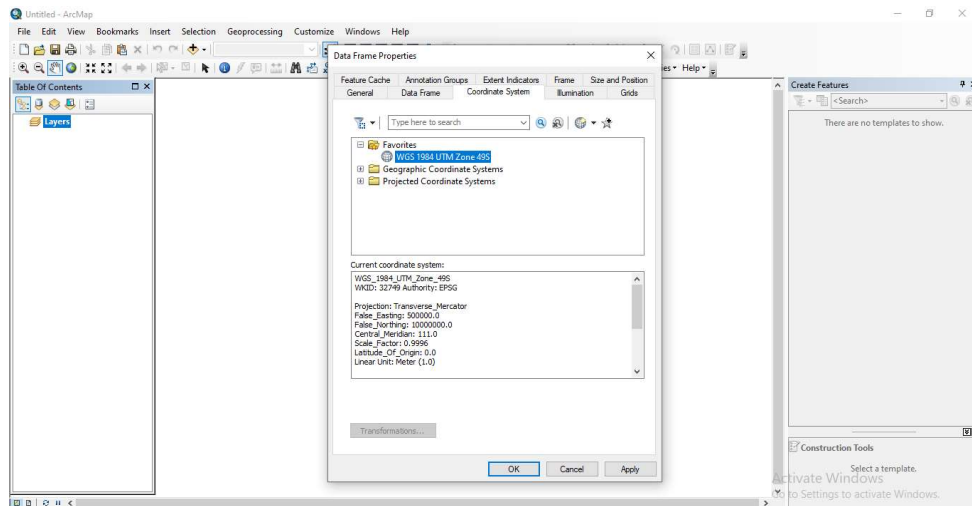 Untitled - ArcMap
File Edit View Bookmarks Insert Selection Geoprocessing Customize Windows Help
Table Of Contents
Layers
Data Frame Properties
Feature Cache Annotation Groups Extent Indicators Frame Size and Position
General Data Frame Coordinate System Illumination Grids
Type here to search
Favorites
WGS 1984 UTM Zone 49S
Geographic Coordinate Systems
Projected Coordinate Systems
Current coordinate system:
WGS_1984_UTM_Zone_49S
WKID: 32749 Authority: EPSG
Projection: Transverse_Mercator
False_Easting: 500000.0
False_Northing: 10000000.0
Central_Meridian: 111.0
Scale_Factor: 0.9996
Latitude_Of_Origin: 0.0
Linear Unit: Meter (1.0)
Transformations...
OK Cancel Apply
Help
Create Features
<Search>
There are no templates to show.
Construction Tools
Select a template.
Activate Windows
Go to Settings to activate Windows.